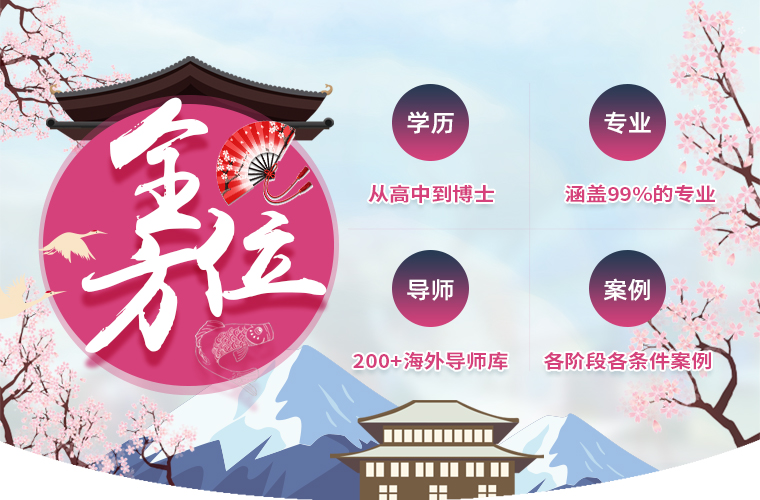 全
方位
学历
从高中到博士
专业
涵盖99%的专业
导师
200+海外导师库
案例
各阶段各条件案例